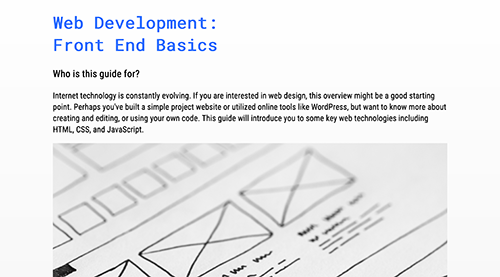 Web Development:
Front End Basics
Who is this guide for?
Internet technology is constantly evolving. If you are interested in web design, this overview might be a good starting
point. Perhaps you've built a simple project website or utilized online tools like WordPress, but want to know more about
creating and editing, or using your own code. This guide will introduce you to some key web technologies including
HTML, CSS, and JavaScript.